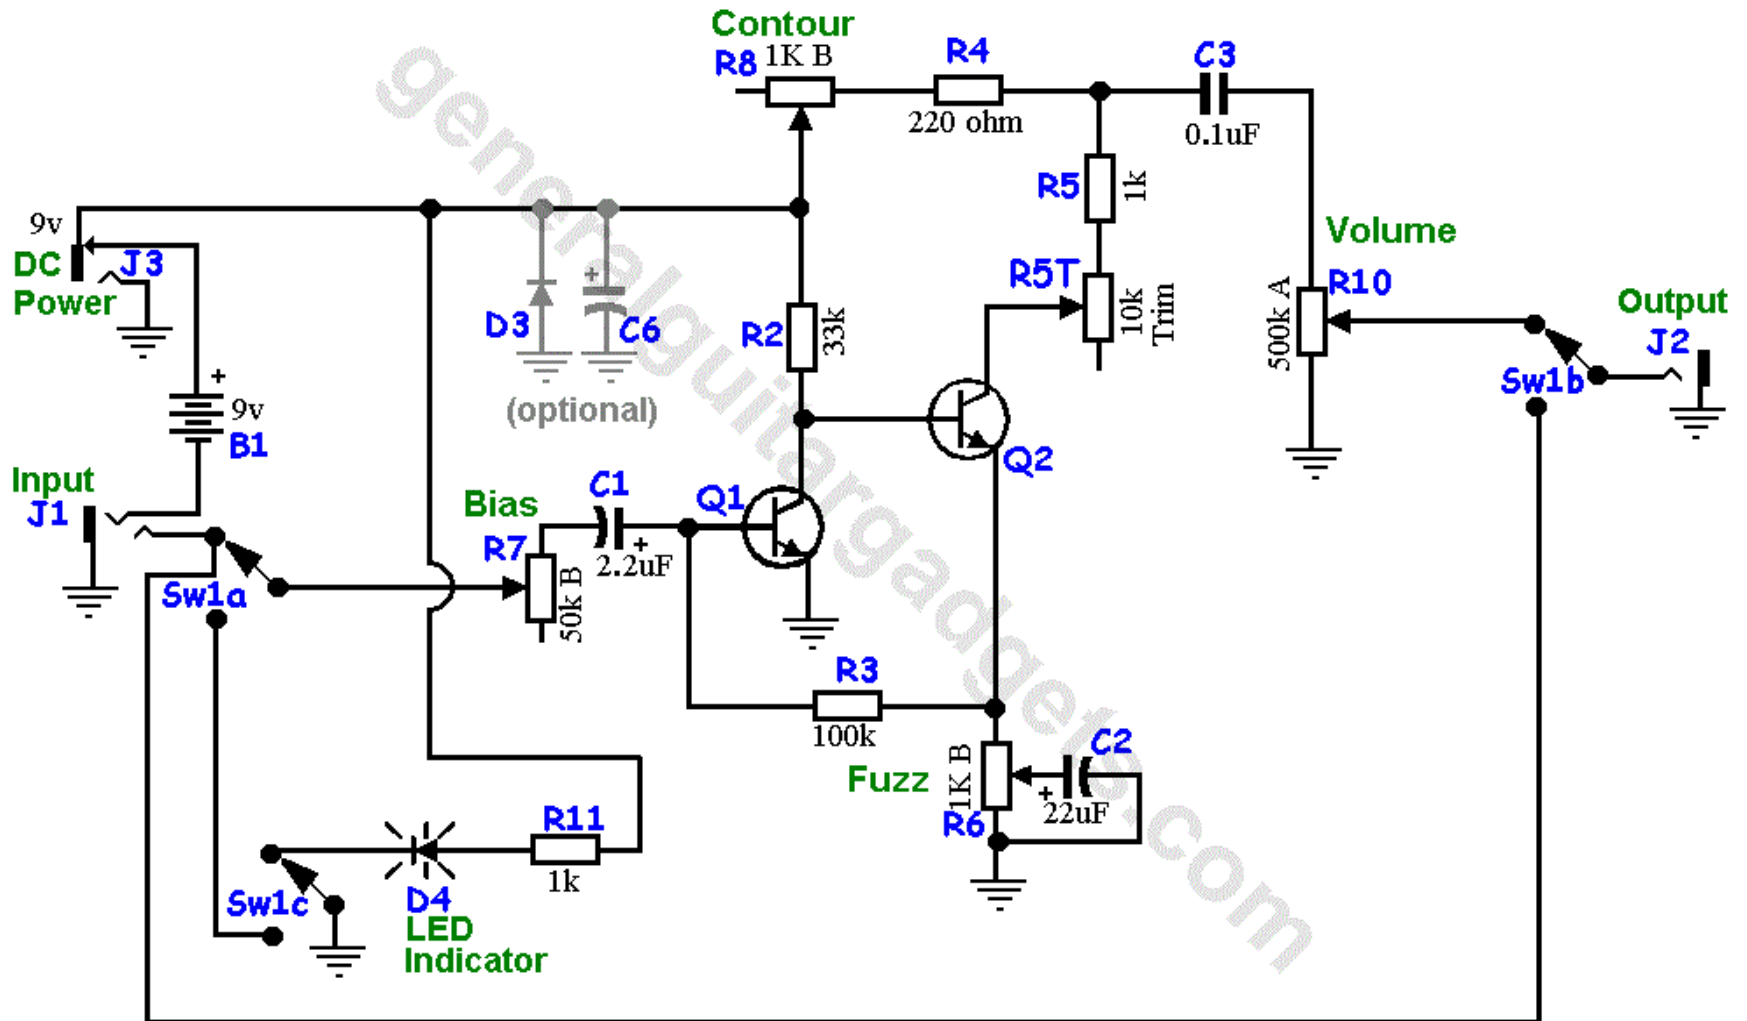 Contour
R8
1K B
R4
220 ohm
C3
0.1uF
R5
1k
9v
DC
Power
J3
D3
C6
(optional)
R2
33k
R5T
10k
Trim
Volume
R10
500k A
Output
J2
Sw1b
+
9v
B1
+
Input
J1
Sw1a
Bias
R7
50k B
C1
+
2.2uF
Q1
Q2
R3
100k
Fuzz
1K B
R6
C2
+
22uF
R11
1k
D4
LED
Indicator
Sw1c
generalguitargadgets.com